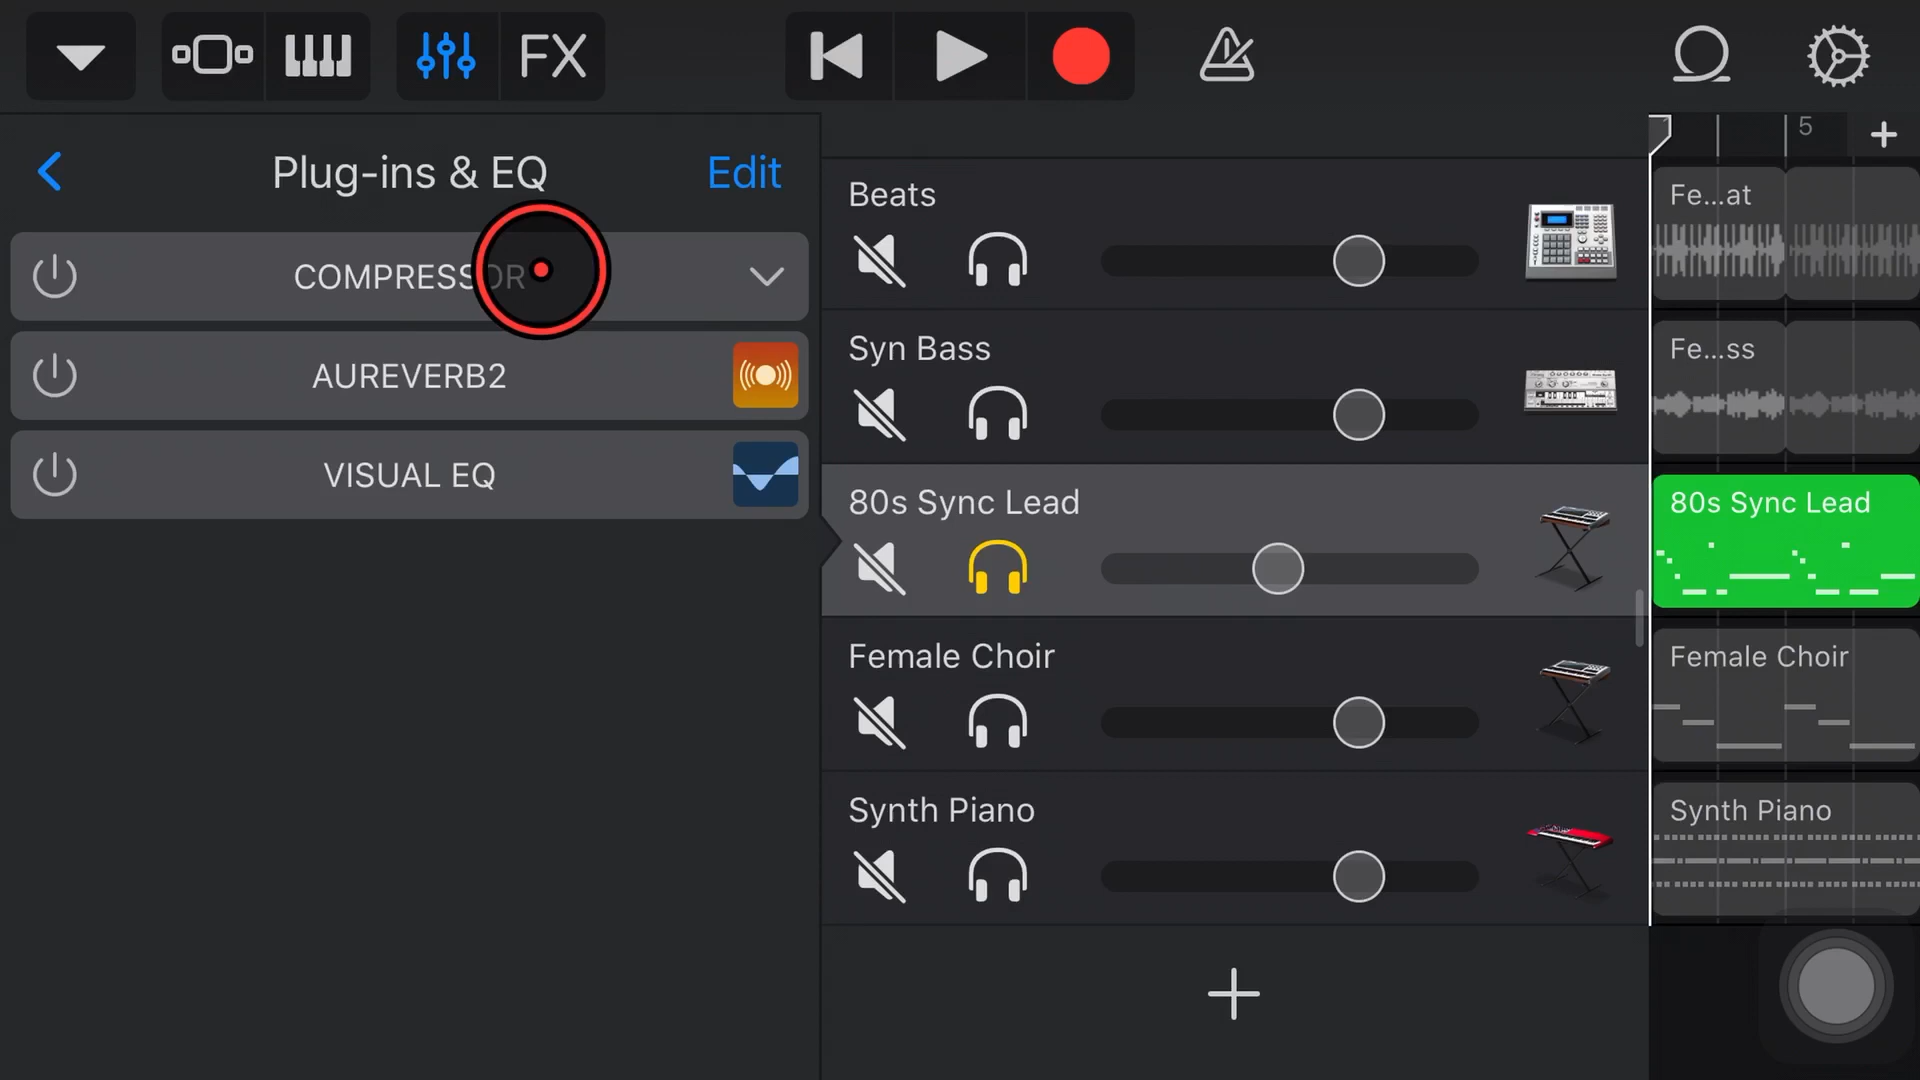 FX
Plug-ins & EQ
Edit
COMPRESSOR
AUREVERB2
VISUAL EQ
Beats
Syn Bass
80s Sync Lead
Female Choir
Synth Piano
5
Fe...at
Fe...ss
80s Sync Lead
Female Choir
Synth Piano